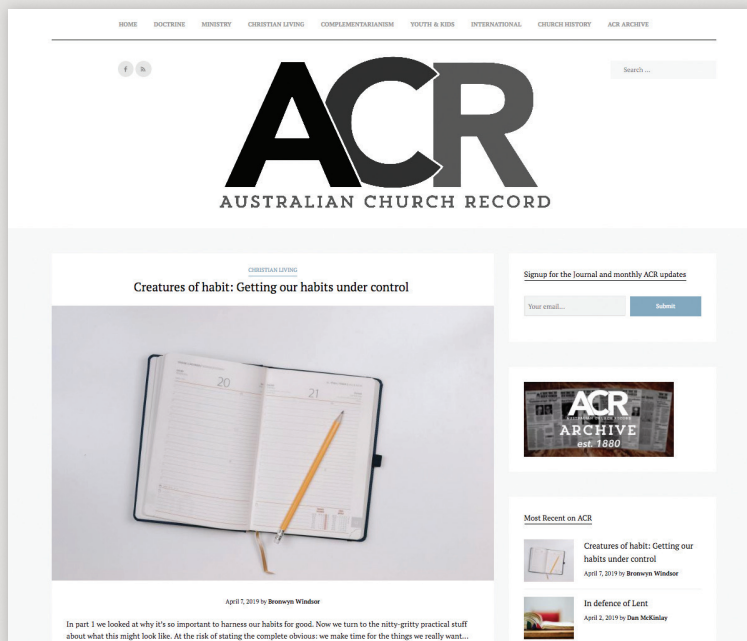 HOME DOCTRINE MINISTRY CHRISTIAN LIVING COMPLEMENTARIANISM YOUTH & KIDS INTERNATIONAL CHURCH HISTORY ACR ARCHIVE
Search ...
ACR
AUSTRALIAN CHURCH RECORD
CHRISTIAN LIVING
Creatures of habit: Getting our habits under control
20
21
April 7, 2019 by Bronwyn Windsor
In part 1 we looked at why it's so important to harness our habits for good. Now we turn to the nitty-gritty practical stuff
about what this might look like. At the risk of stating the complete obvious: we make time for the things we really want...
Signup for the Journal and monthly ACR updates
Your email...
Submit
ACR
ARCHIVE
est. 1880
Most Recent on ACR
Creatures of habit: Getting our
habits under control
April 7, 2019 by Bronwyn Windsor
In defence of Lent
April 2, 2019 by Dan McKinlay